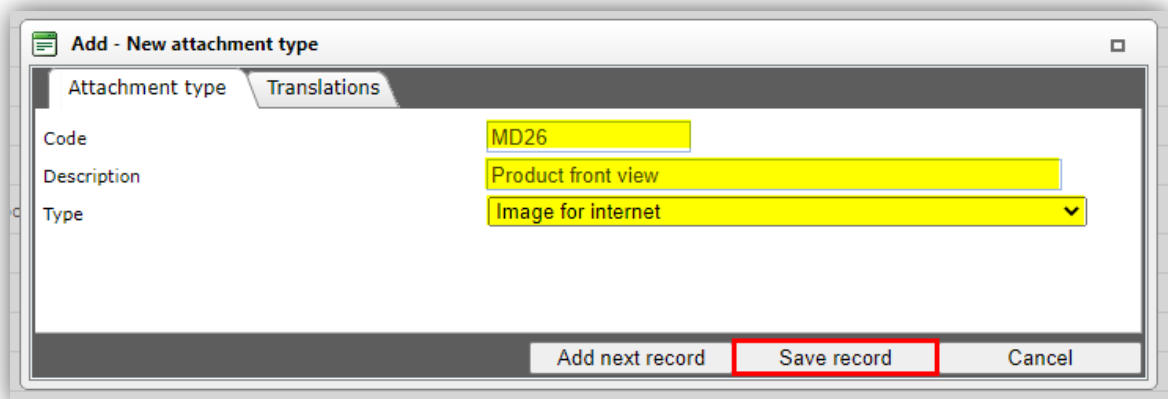 Add - New attachment type
Attachment type Translations
Code MD26
Description Product front view
Type Image for internet
Add next record Save record Cancel